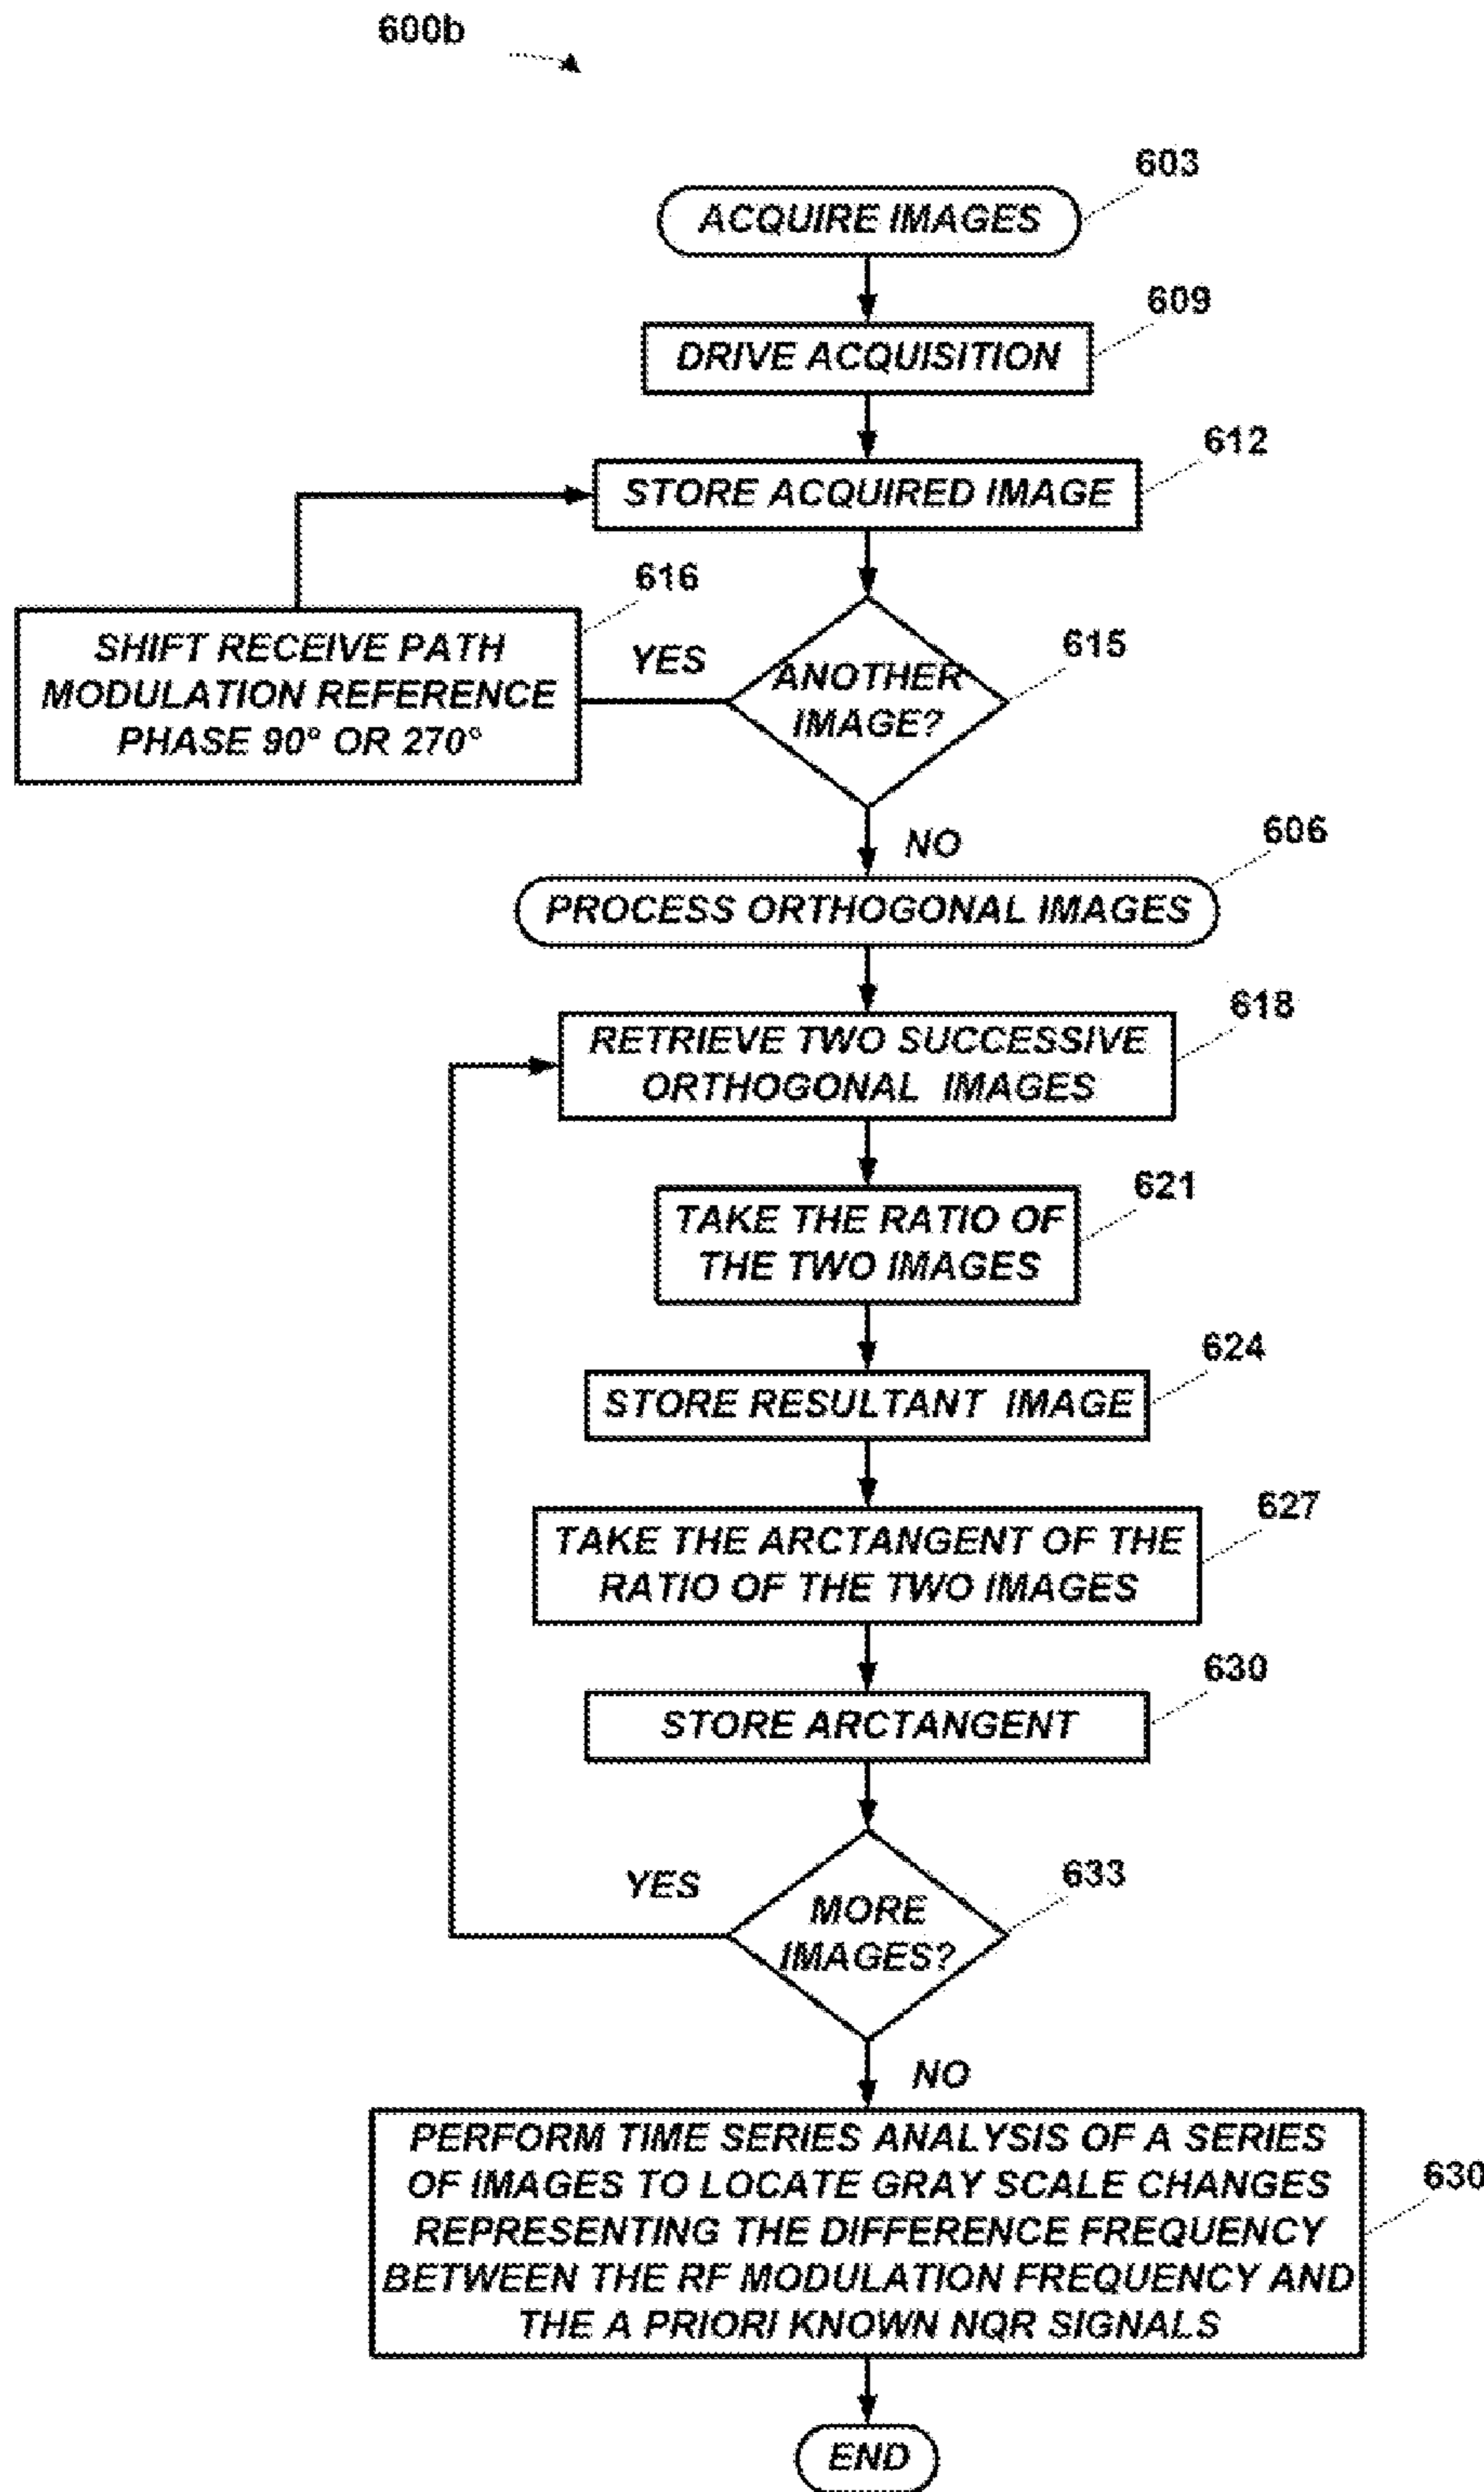 600b
603
ACQUIRE IMAGES
609
DRIVE ACQUISITION
612
STORE ACQUIRED IMAGE
616
SHIFT RECEIVE PATH
MODULATION REFERENCE
PHASE 90° OR 270°
YES
615
ANOTHER
IMAGE?
NO
606
PROCESS ORTHOGONAL IMAGES
618
RETRIEVE TWO SUCCESSIVE
ORTHOGONAL IMAGES
621
TAKE THE RATIO OF
THE TWO IMAGES
624
STORE RESULTANT IMAGE
627
TAKE THE ARCTANGENT OF THE
RATIO OF THE TWO IMAGES
630
STORE ARCTANGENT
YES
633
MORE
IMAGES?
NO
630
PERFORM TIME SERIES ANALYSIS OF A SERIES
OF IMAGES TO LOCATE GRAY SCALE CHANGES
REPRESENTING THE DIFFERENCE FREQUENCY
BETWEEN THE RF MODULATION FREQUENCY AND
THE A PRIORI KNOWN NQR SIGNALS
END